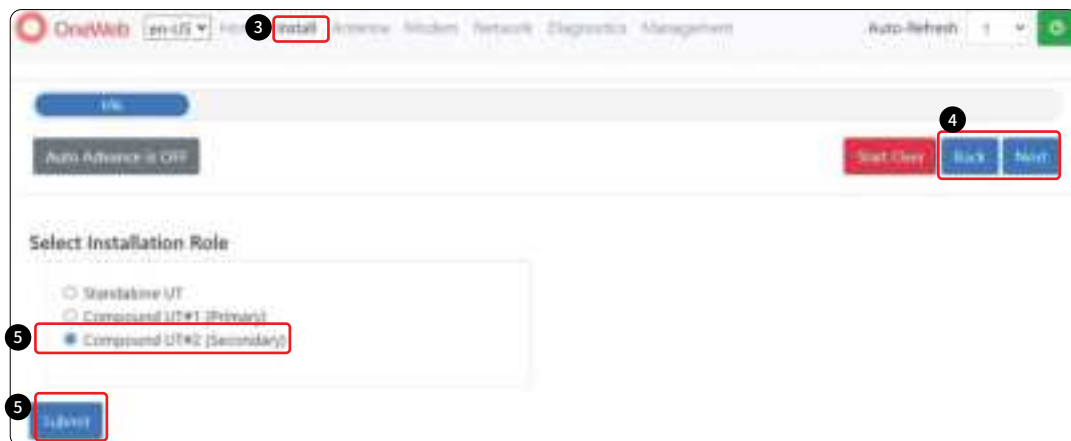 OneWeb en-US 3 Install Antenna Modem Network Diagnostics Management Auto-Refresh 1
4
Auto Advance is OFF Start Over Back Next
Select Installation Role
Standalone UT
Compound UT#1 (Primary)
5 Compound UT#2 (Secondary)
5
Submit